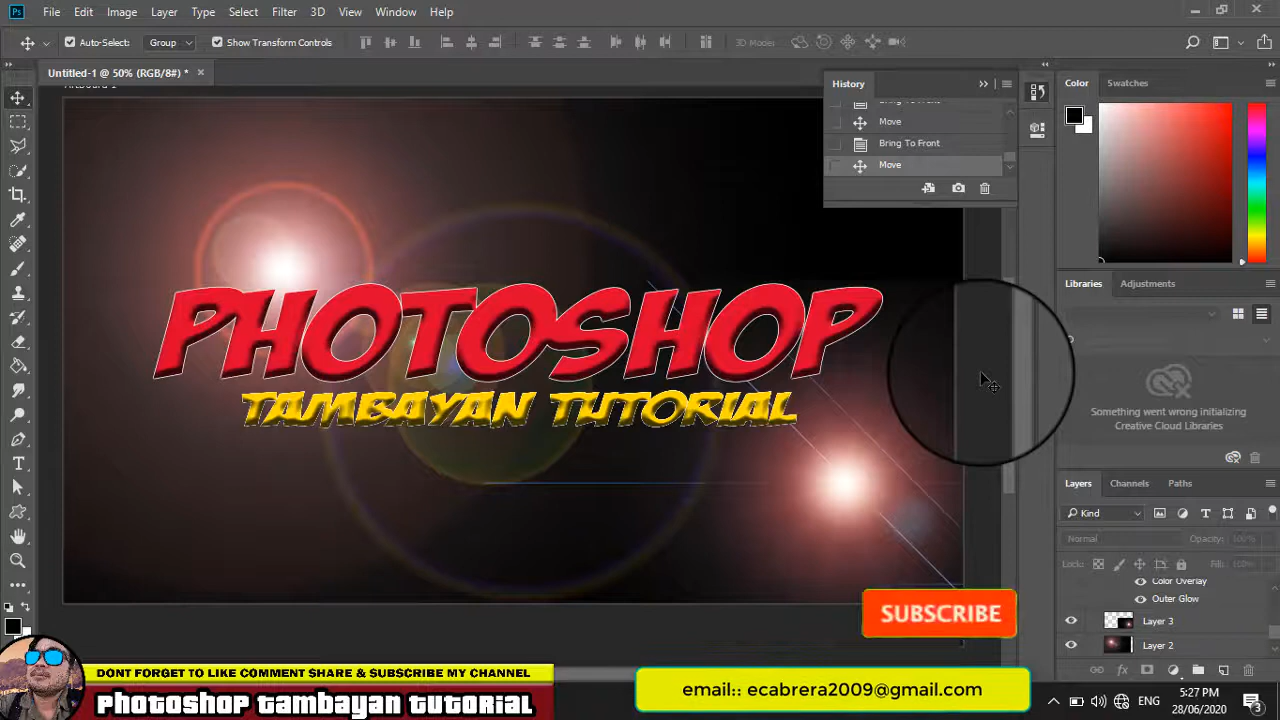 Ps File Edit Image Layer Type Select Filter 3D View Window Help
Auto-Select: Group Show Transform Controls
Untitled-1 @ 50% (RGB/8#) * ×
History
Move
Bring To Front
Move
Color Swatches
PHOTOSHOP
TAMBAYAN TUTORIAL
Libraries Adjustments
Something went wrong initializing
Creative Cloud Libraries
Layers Channels Paths
Kind
Normal Opacity: 100%
Lock: Fill: 100%
Color Overlay
Outer Glow
Layer 3
Layer 2
SUBSCRIBE
DONT FORGET TO LIKE COMMENT SHARE & SUBSCRIBE MY CHANNEL
Photoshop tambayan tutorial
email:: ecabrera2009@gmail.com
ENG
5:27 PM
28/06/2020